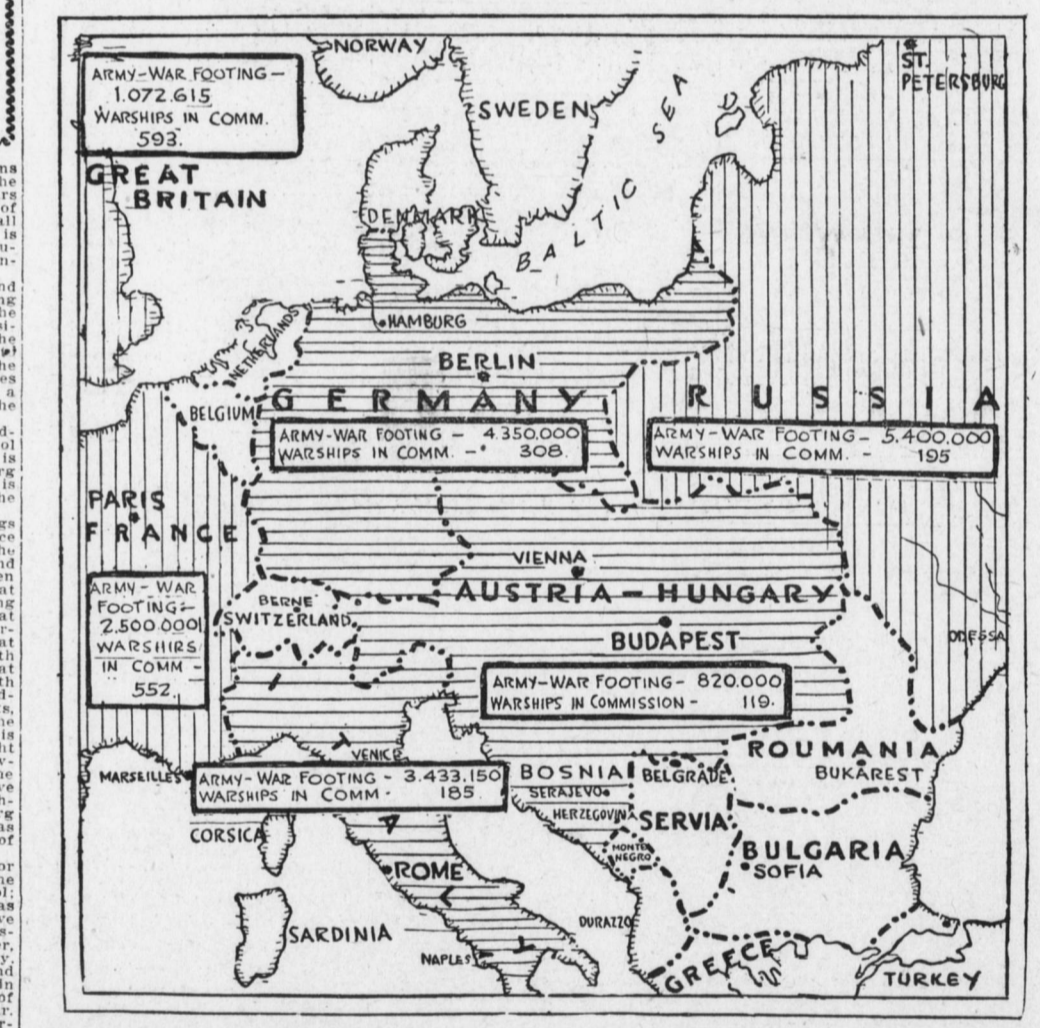 NORWAY
ST.
PETERSBURG
ARMY-WAR FOOTING-
1.072.615
WARSHIPS IN COMM.
593.
SWEDEN
BALTIC SEA
GREAT
BRITAIN
DENMARK
HAMBURG
NETHERLANDS
BERLIN
BELGIUM
GERMANY
RUSSIA
ARMY-WAR FOOTING - 4.350.000
WARSHIPS IN COMM. - 308.
ARMY-WAR FOOTING - 5.400.000
WARSHIPS IN COMM. - 195
PARIS
FRANCE
VIENNA
AUSTRIA-HUNGARY
ARMY-WAR
FOOTING-
2.500.000
WARSHIRS
IN COMM-
552.
BERNE
SWITZERLAND
BUDAPEST
ODESSA
ARMY-WAR FOOTING- 820.000
WARSHIPS IN COMMISSION - 119.
I
T
A
L
Y
VENICE
ROUMANIA
BUKAREST
MARSEILLES
ARMY-WAR FOOTING - 3.433.150
WARSHIPS IN COMM - 185.
BOSNIA
SERAJEVO
BELGRADE
HERZEGOVINA
SERVIA
CORSICA
MONTE
NEGRO
BULGARIA
SOFIA
ROME
SARDINIA
DURAZZO
NAPLES
GREECE
TURKEY